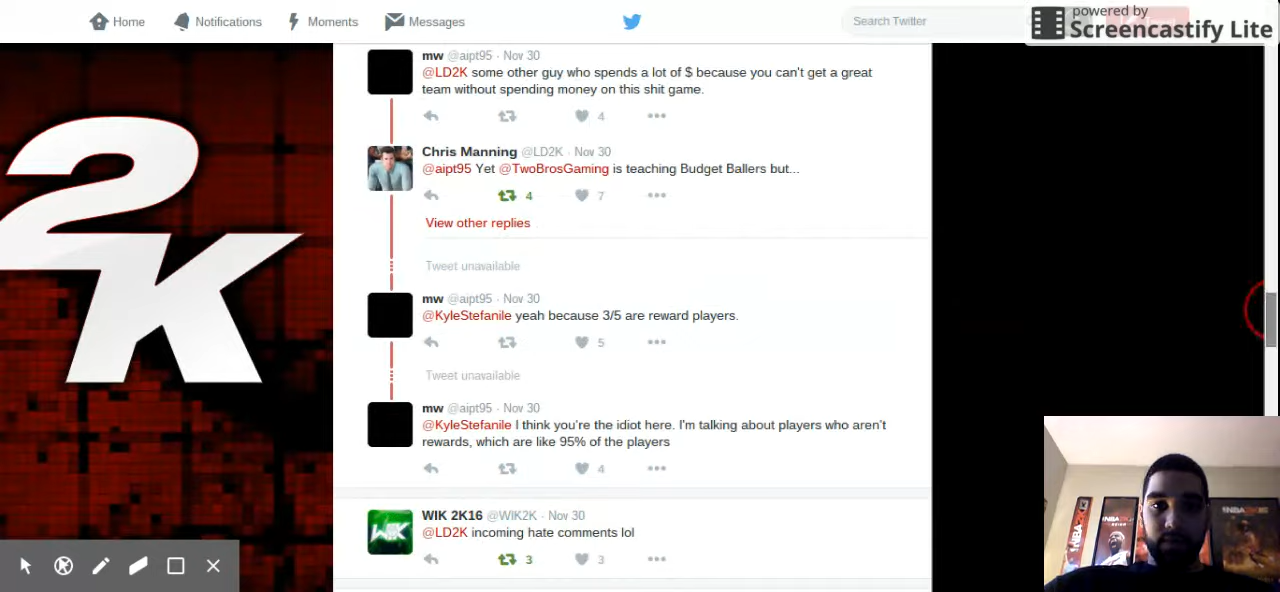 Home Notifications Moments Messages Search Twitter
powered by
Screencastify Lite
mw @aipt95 · Nov 30
@LD2K some other guy who spends a lot of $ because you can't get a great
team without spending money on this shit game.
4
Chris Manning @LD2K · Nov 30
@aipt95 Yet @TwoBrosGaming is teaching Budget Ballers but...
4 7
View other replies
Tweet unavailable
mw @aipt95 · Nov 30
@KyleStefanile yeah because 3/5 are reward players.
5
Tweet unavailable
mw @aipt95 · Nov 30
@KyleStefanile I think you're the idiot here. I'm talking about players who aren't
rewards, which are like 95% of the players
4
WIK 2K16 @WIK2K · Nov 30
@LD2K incoming hate comments lol
3 3
2K
WK